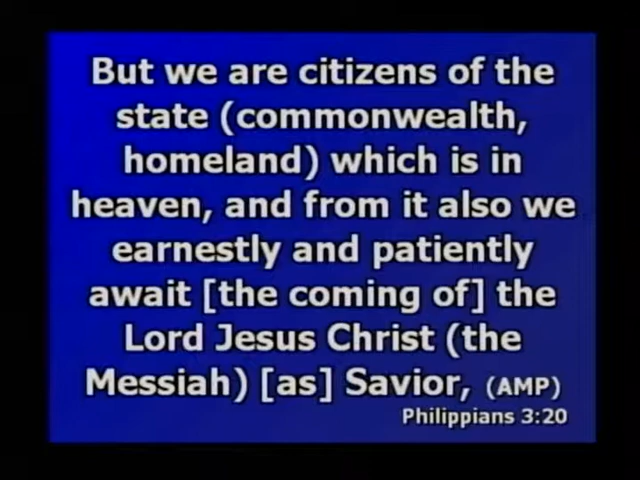 But we are citizens of the
state (commonwealth,
homeland) which is in
heaven, and from it also we
earnestly and patiently
await [the coming of] the
Lord Jesus Christ (the
Messiah) [as] Savior, (AMP)
Philippians 3:20